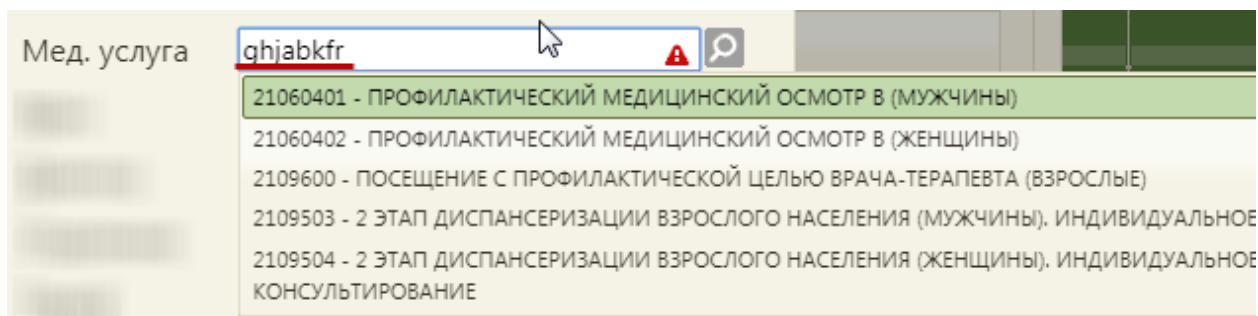 Мед. услуга ghjabkfr
21060401 - ПРОФИЛАКТИЧЕСКИЙ МЕДИЦИНСКИЙ ОСМОТР В (МУЖЧИНЫ)
21060402 - ПРОФИЛАКТИЧЕСКИЙ МЕДИЦИНСКИЙ ОСМОТР В (ЖЕНЩИНЫ)
2109600 - ПОСЕЩЕНИЕ С ПРОФИЛАКТИЧЕСКОЙ ЦЕЛЬЮ ВРАЧА-ТЕРАПЕВТА (ВЗРОСЛЫЕ)
2109503 - 2 ЭТАП ДИСПАНСЕРИЗАЦИИ ВЗРОСЛОГО НАСЕЛЕНИЯ (МУЖЧИНЫ). ИНДИВИДУАЛЬНОЕ
2109504 - 2 ЭТАП ДИСПАНСЕРИЗАЦИИ ВЗРОСЛОГО НАСЕЛЕНИЯ (ЖЕНЩИНЫ). ИНДИВИДУАЛЬНОЕ
КОНСУЛЬТИРОВАНИЕ